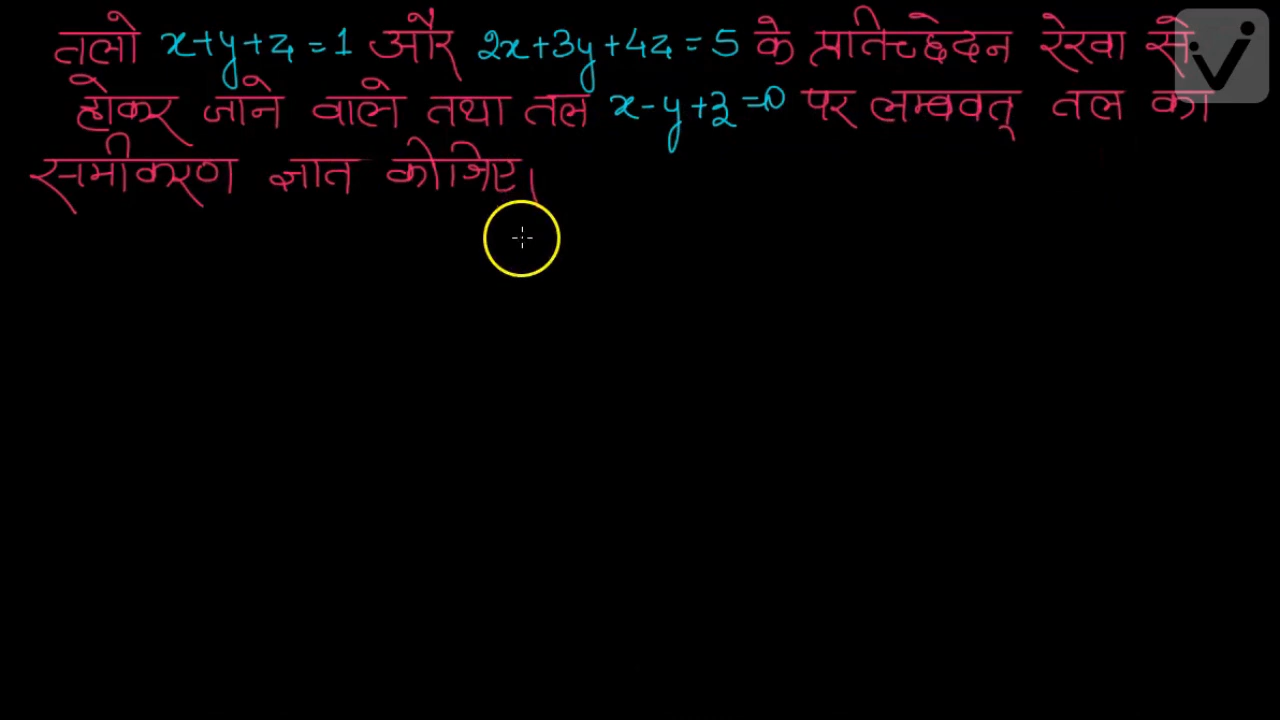 तलो x+y+z=1 और 2x+3y+4z=5 के प्रतिच्छेदन रेखा से
होकर जाने वाले तथा तल x-y+z=0 पर लम्बवत् तल का
समीकरण ज्ञात कीजिए।